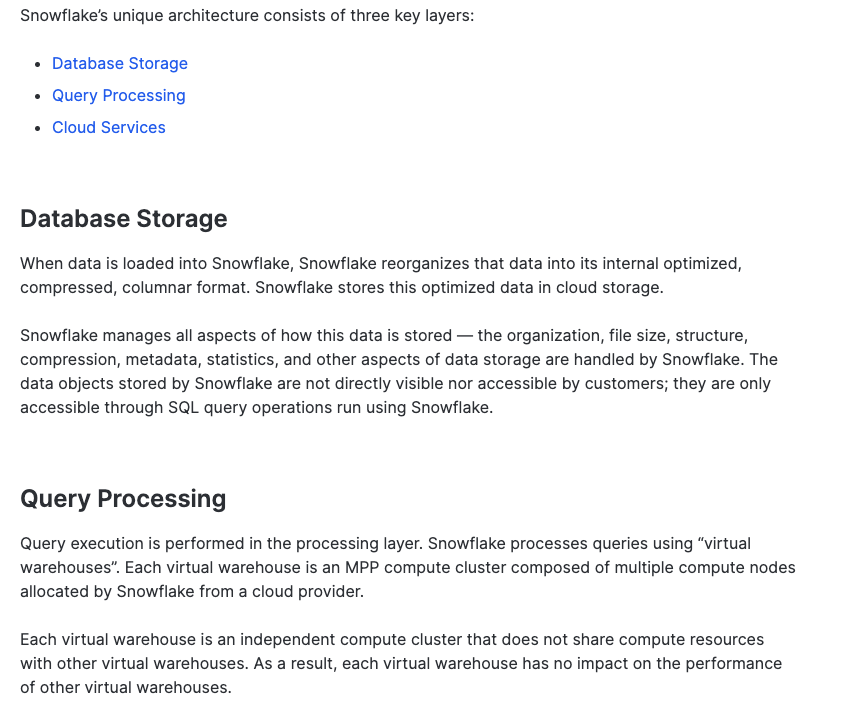 Snowflake’s unique architecture consists of three key layers:
• Database Storage
• Query Processing
• Cloud Services
Database Storage
When data is loaded into Snowflake, Snowflake reorganizes that data into its internal optimized,
compressed, columnar format. Snowflake stores this optimized data in cloud storage.
Snowflake manages all aspects of how this data is stored — the organization, file size, structure,
compression, metadata, statistics, and other aspects of data storage are handled by Snowflake. The
data objects stored by Snowflake are not directly visible nor accessible by customers; they are only
accessible through SQL query operations run using Snowflake.
Query Processing
Query execution is performed in the processing layer. Snowflake processes queries using “virtual
warehouses”. Each virtual warehouse is an MPP compute cluster composed of multiple compute nodes
allocated by Snowflake from a cloud provider.
Each virtual warehouse is an independent compute cluster that does not share compute resources
with other virtual warehouses. As a result, each virtual warehouse has no impact on the performance
of other virtual warehouses.